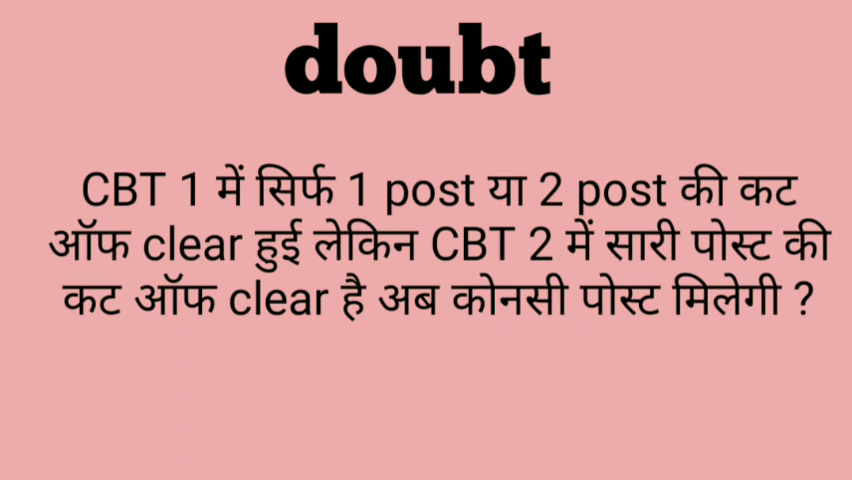 doubt
CBT 1 में सिर्फ 1 post या 2 post की कट
ऑफ clear हुई लेकिन CBT 2 में सारी पोस्ट की
कट ऑफ clear है अब कोनसी पोस्ट मिलेगी ?